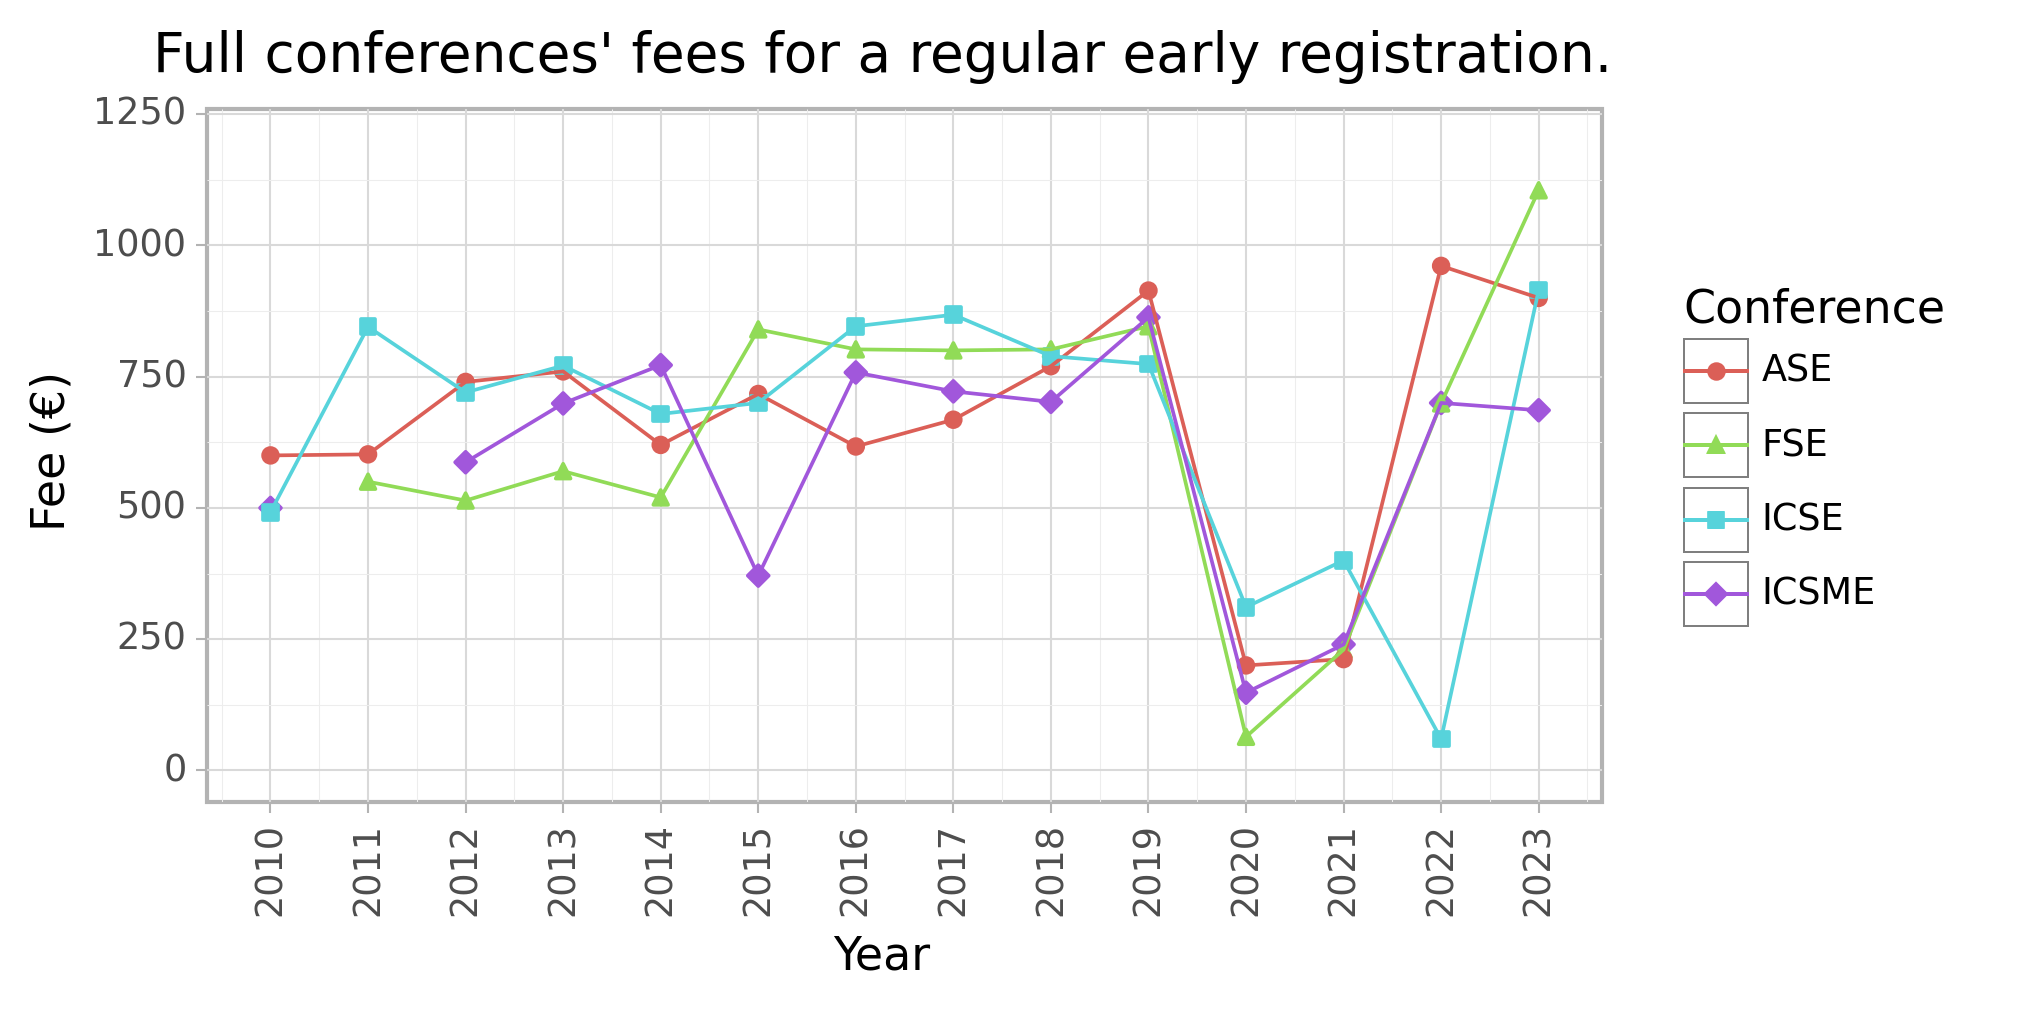 Full conferences' fees for a regular early registration.
1250
1000
750
500
250
0
Fee (€)
2010
2011
2012
2013
2014
2015
2016
2017
2018
2019
2020
2021
2022
2023
Year
Conference
ASE
FSE
ICSE
ICSME